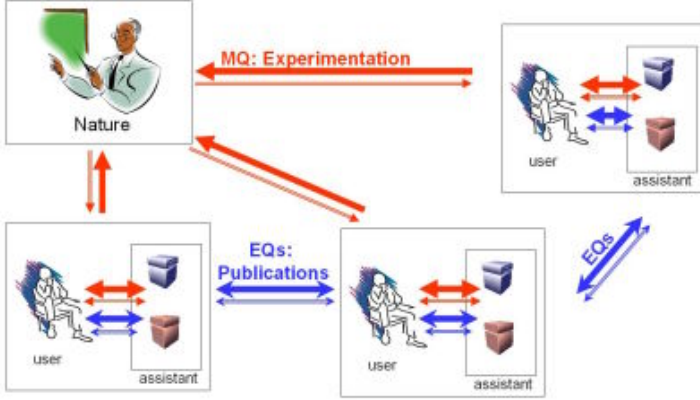 MQ: Experimentation
Nature
user
assistant
EQs:
Publications
EQs
user
assistant
user
assistant